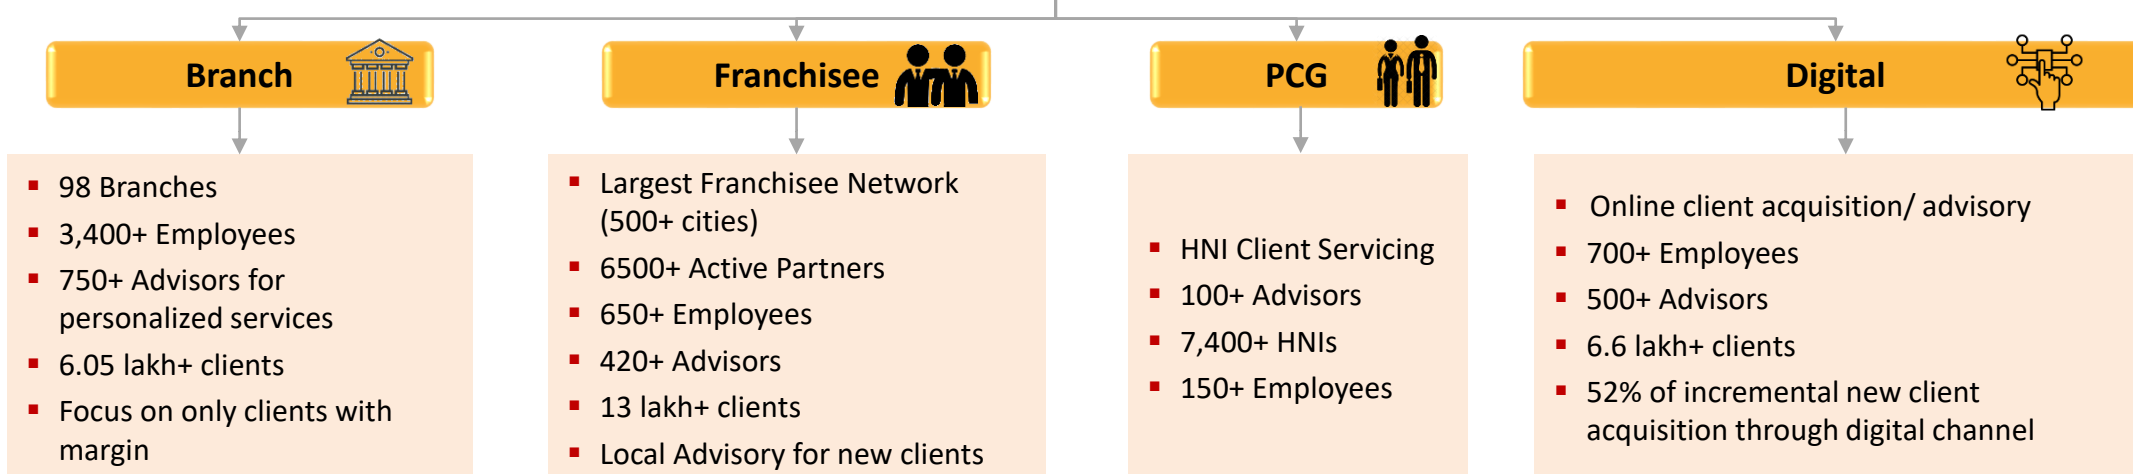 Branch
98 Branches
3,400+ Employees
750+ Advisors for
personalized services
6.05 lakh+ clients
Focus on only clients with
margin
Franchisee
Largest Franchisee Network
(500+ cities)
6500+ Active Partners
650+ Employees
420+ Advisors
13 lakh+ clients
Local Advisory for new clients
PCG
HNI Client Servicing
100+ Advisors
7,400+ HNIs
150+ Employees
Digital
Online client acquisition/ advisory
700+ Employees
500+ Advisors
6.6 lakh+ clients
52% of incremental new client
acquisition through digital channel